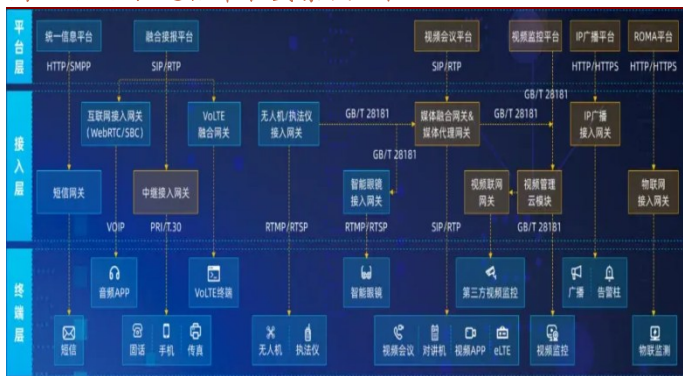 平台层
统一信息平台
融合接报平台
视频会议平台
视频监控平台
IP广播平台
ROMA平台
HTTP/SMPP
SIP/RTP
SIP/RTP
HTTP/HTTPS
HTTP/HTTPS
GB/T 28181
接入层
互联网接入网关
(WebRTC/SBC)
VoLTE
融合网关
无人机/执法仪
接入网关
GB/T 28181
媒体融合网关&
媒体代理网关
GB/T 28181
IP广播
接入网关
GB/T 28181
短信网关
中继接入网关
智能眼镜
接入网关
视频联网
网关
视频管理
云模块
物联网
接入网关
VOIP
PRI/T.30
RTMP/RTSP
RTMP/RTSP
SIP/RTP
GB/T 28181
终端层
音频APP
VoLTE终端
智能眼镜
第三方视频监控
广播
告警柱
短信
固话
手机
传真
无人机
执法仪
视频会议
对讲机
视频APP
eLTE
视频监控
物联监测